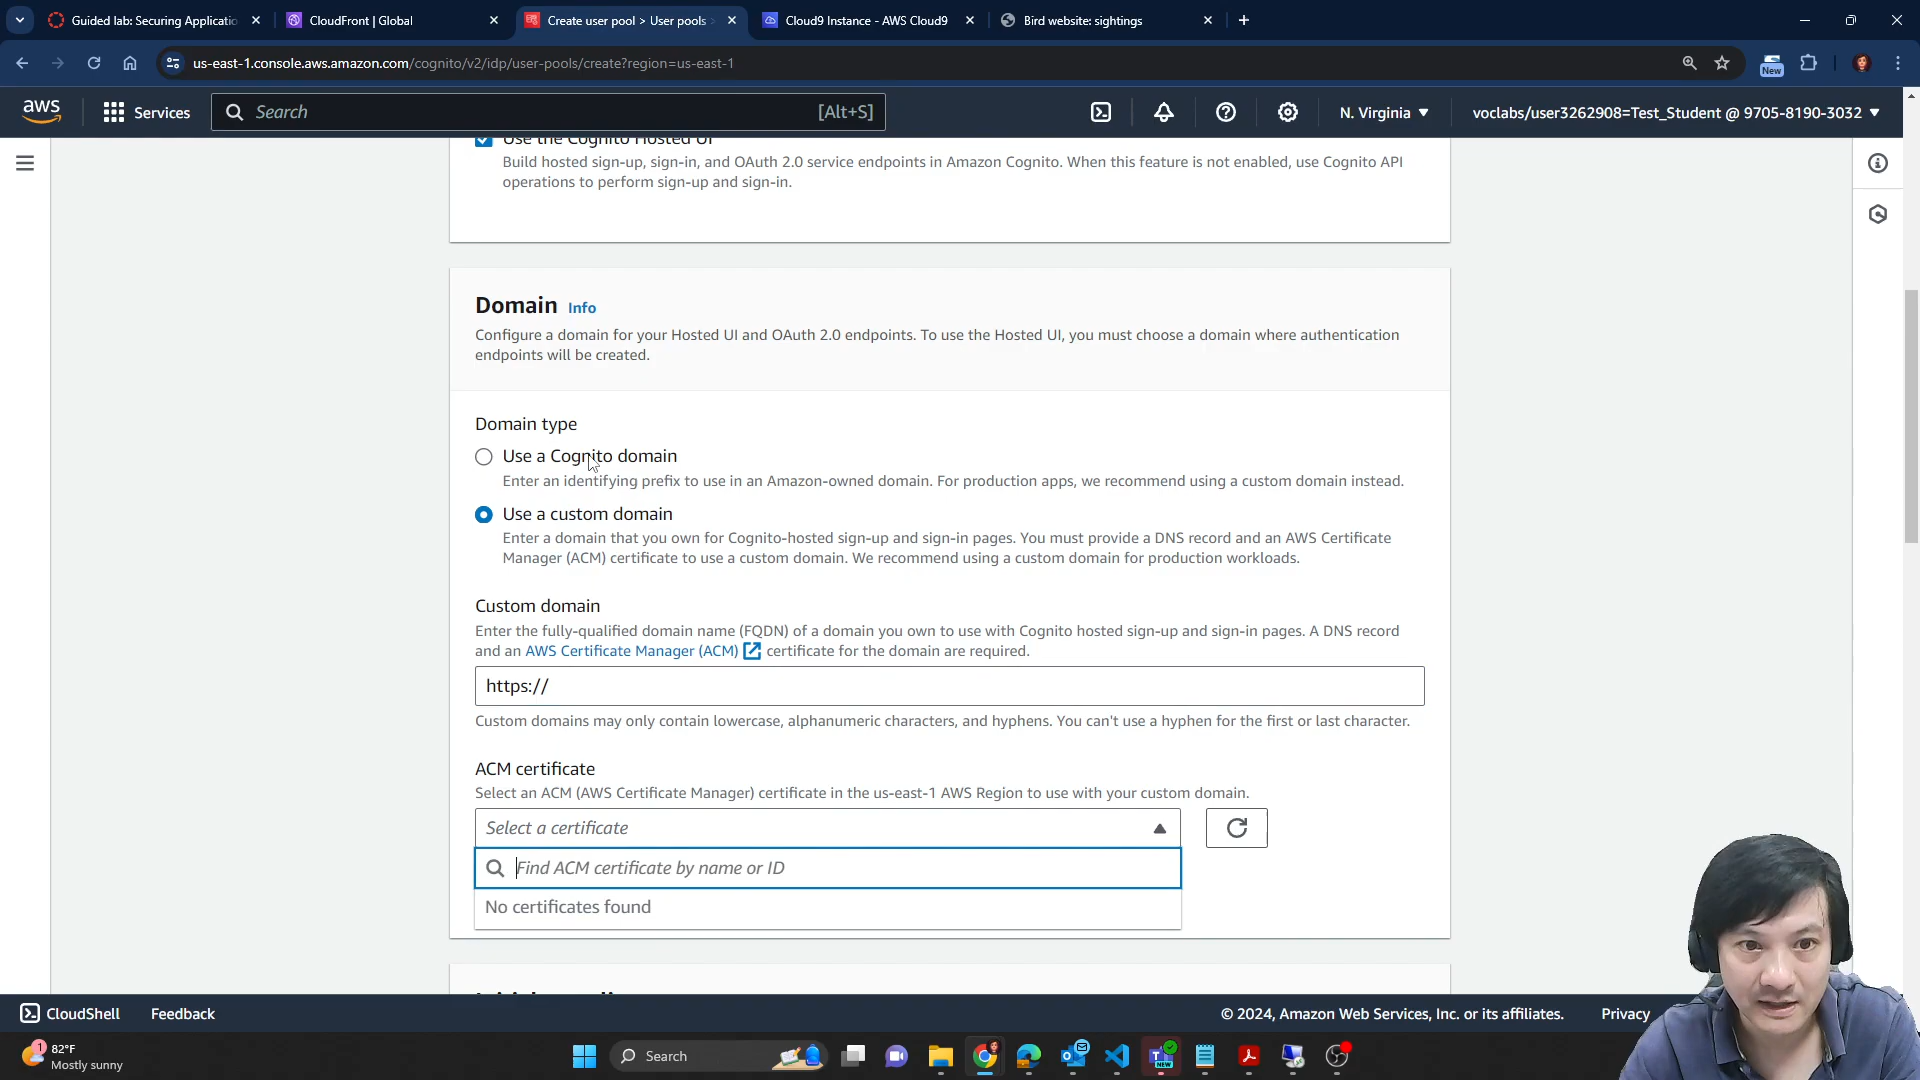 Guided lab: Securing Applicatio
CloudFront | Global
Create user pool > User pools
Cloud9 Instance - AWS Cloud9
Bird website: sightings
us-east-1.console.aws.amazon.com/cognito/v2/idp/user-pools/create?region=us-east-1
New
aws
Services
Search
[Alt+S]
N. Virginia
voclabs/user3262908=Test_Student @ 9705-8190-3032
Use the Cognito Hosted UI
Build hosted sign-up, sign-in, and OAuth 2.0 service endpoints in Amazon Cognito. When this feature is not enabled, use Cognito API
operations to perform sign-up and sign-in.
Domain Info
Configure a domain for your Hosted UI and OAuth 2.0 endpoints. To use the Hosted UI, you must choose a domain where authentication
endpoints will be created.
Domain type
Use a Cognito domain
Enter an identifying prefix to use in an Amazon-owned domain. For production apps, we recommend using a custom domain instead.
Use a custom domain
Enter a domain that you own for Cognito-hosted sign-up and sign-in pages. You must provide a DNS record and an AWS Certificate
Manager (ACM) certificate to use a custom domain. We recommend using a custom domain for production workloads.
Custom domain
Enter the fully-qualified domain name (FQDN) of a domain you own to use with Cognito hosted sign-up and sign-in pages. A DNS record
and an AWS Certificate Manager (ACM) certificate for the domain are required.
https://
Custom domains may only contain lowercase, alphanumeric characters, and hyphens. You can't use a hyphen for the first or last character.
ACM certificate
Select an ACM (AWS Certificate Manager) certificate in the us-east-1 AWS Region to use with your custom domain.
Select a certificate
Find ACM certificate by name or ID
No certificates found
CloudShell
Feedback
© 2024, Amazon Web Services, Inc. or its affiliates.
Privacy
1
82°F
Mostly sunny
Search
NEW